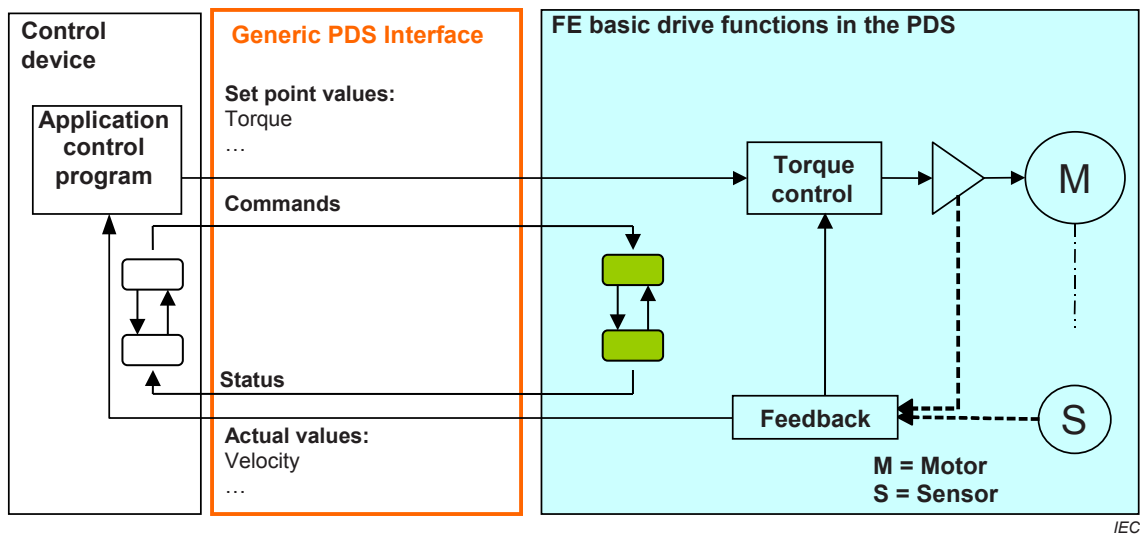 Control
device
Application
control
program
Generic PDS Interface
Set point values:
Torque
…
Commands
Status
Actual values:
Velocity
…
FE basic drive functions in the PDS
Torque
control
M
Feedback
S
M = Motor
S = Sensor
IEC